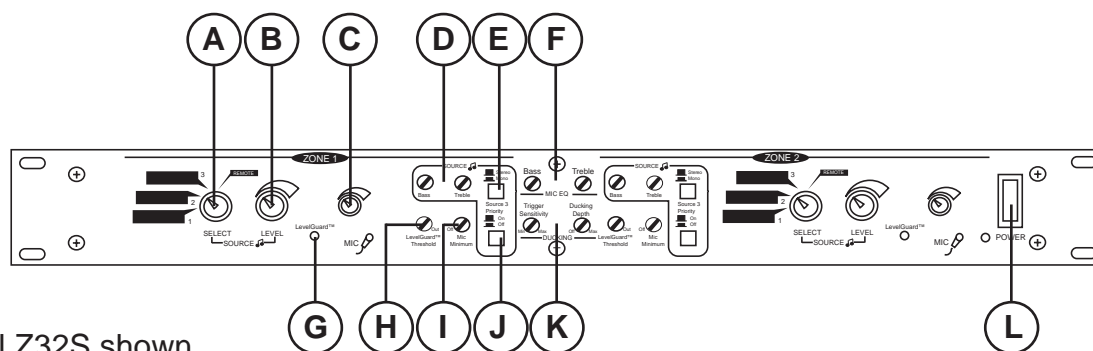 A B C D E F
ZONE 1
ZONE 2
3 REMOTE
2
1
SELECT LEVEL
SOURCE
LevelGuard™
MIC
SOURCE
Bass Treble
Stereo
Mono
Source 3
Priority
On
Off
LevelGuard™
Threshold
Out
Off
Mic
Minimum
Bass Treble
MIC EQ
Trigger
Sensitivity
Min Max
Ducking
Depth
Off Max
DUCKING
SOURCE
Bass Treble
Stereo
Mono
Source 3
Priority
On
Off
LevelGuard™
Threshold
Out
Off
Mic
Minimum
3 REMOTE
2
1
SELECT LEVEL
SOURCE
LevelGuard™
MIC
POWER
G H I J K L
Z32S shown